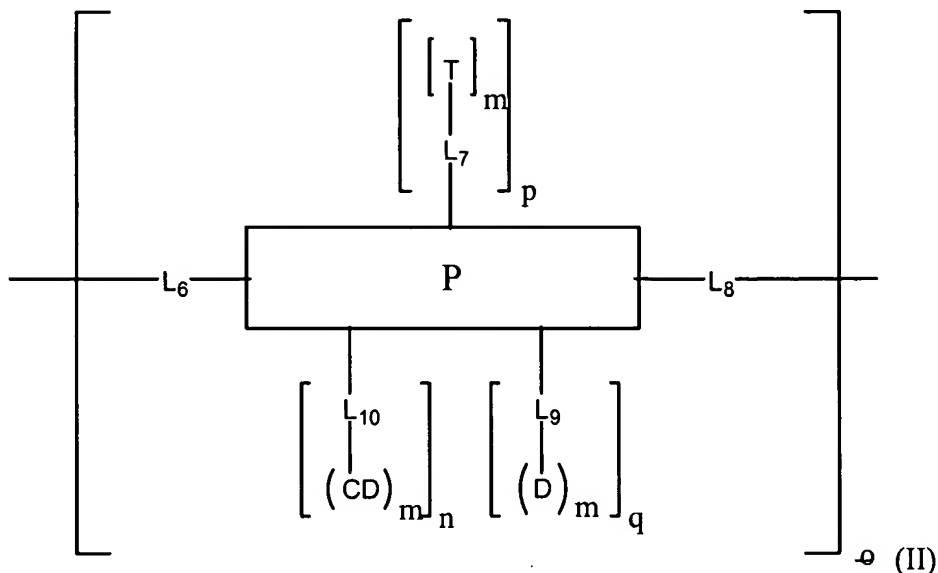 T
m
L₇
p
L₆ P L₈
L₁₀ L₉
(CD)m n (D)m q
o (II)